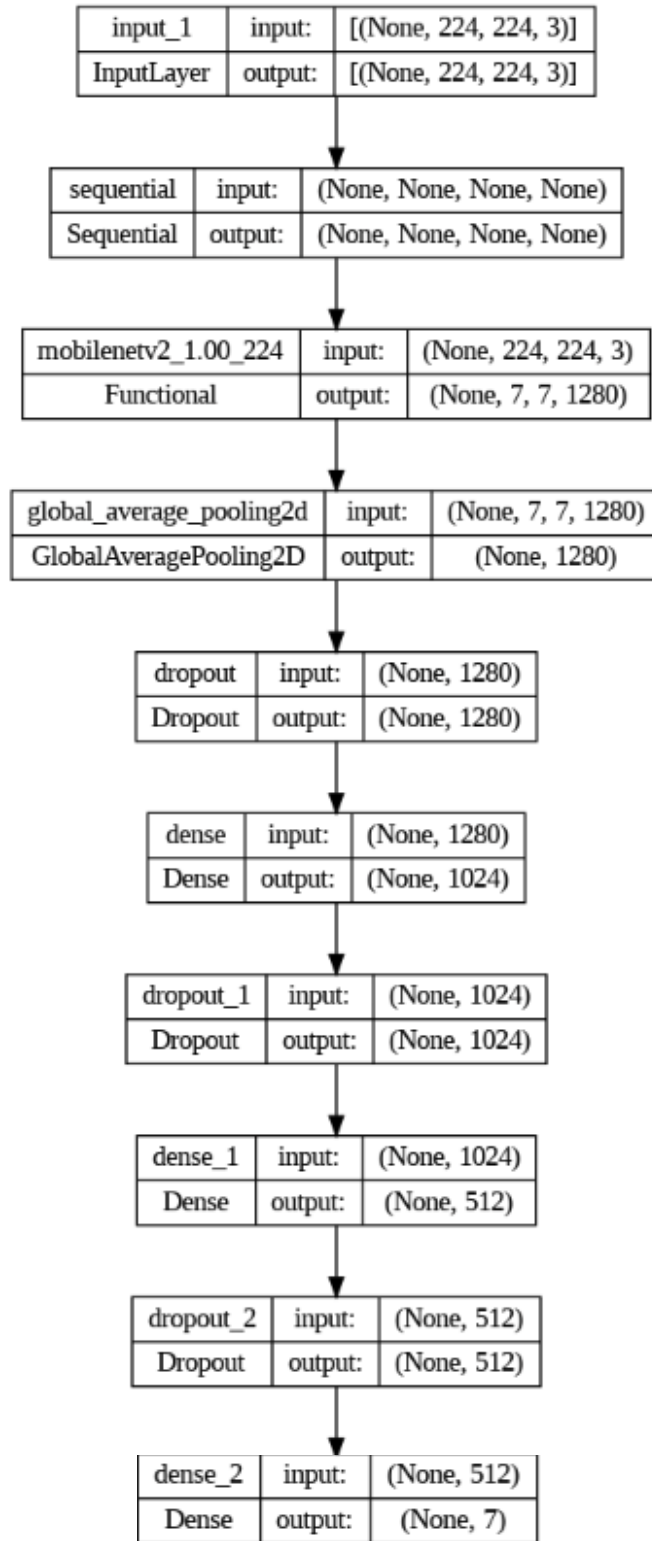 input_1 input: [(None, 224, 224, 3)]
InputLayer output: [(None, 224, 224, 3)]
sequential input: (None, None, None, None)
Sequential output: (None, None, None, None)
mobilenetv2_1.00_224 input: (None, 224, 224, 3)
Functional output: (None, 7, 7, 1280)
global_average_pooling2d input: (None, 7, 7, 1280)
GlobalAveragePooling2D output: (None, 1280)
dropout input: (None, 1280)
Dropout output: (None, 1280)
dense input: (None, 1280)
Dense output: (None, 1024)
dropout_1 input: (None, 1024)
Dropout output: (None, 1024)
dense_1 input: (None, 1024)
Dense output: (None, 512)
dropout_2 input: (None, 512)
Dropout output: (None, 512)
dense_2 input: (None, 512)
Dense output: (None, 7)